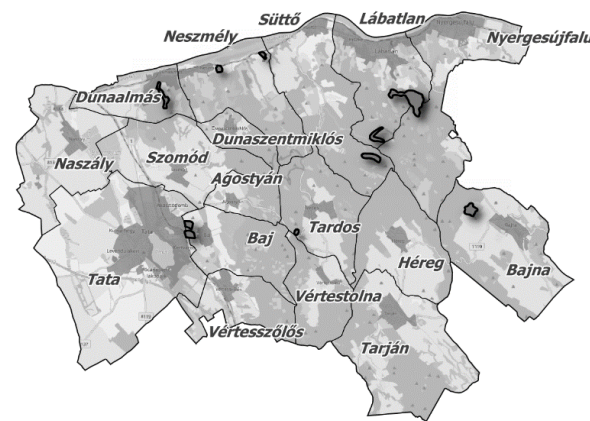 Süttő
Lábatlan
Neszmély
Nyergesújfalu
Dunaalmás
Dunaszentmiklós
Naszály
Szomód
Agostyán
Baj
Tardos
Héreg
Bajna
Tata
Vértestolna
Vértesszőlős
Tarján